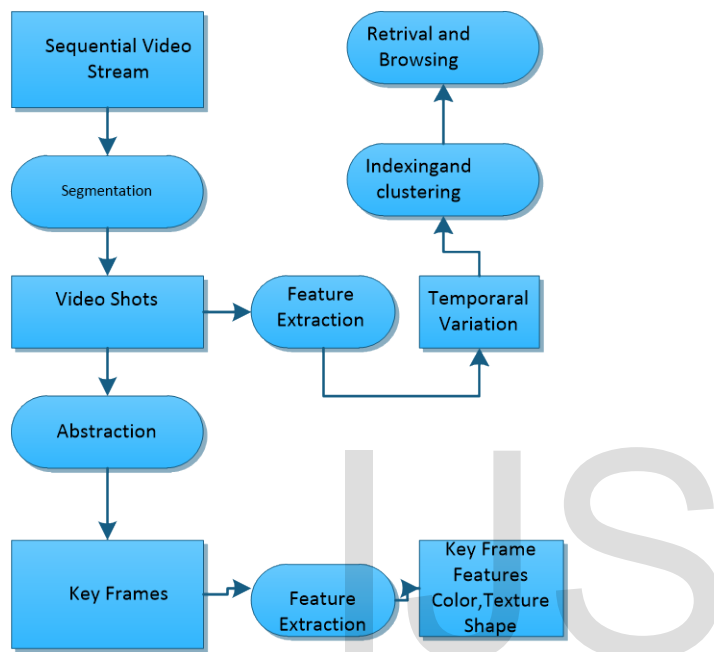 Sequential Video
Stream
Segmentation
Video Shots
Abstraction
Key Frames
Feature
Extraction
Temporaral
Variation
Indexingand
clustering
Retrival and
Browsing
Feature
Extraction
Key Frame
Features
Color,Texture
Shape
IJS